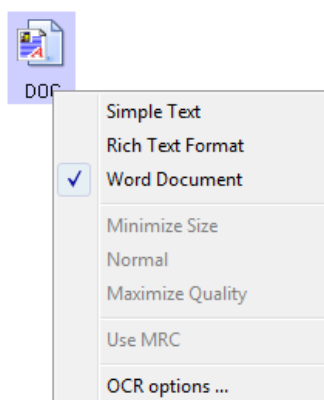 DOC
Simple Text
Rich Text Format
Word Document
Minimize Size
Normal
Maximize Quality
Use MRC
OCR options ...